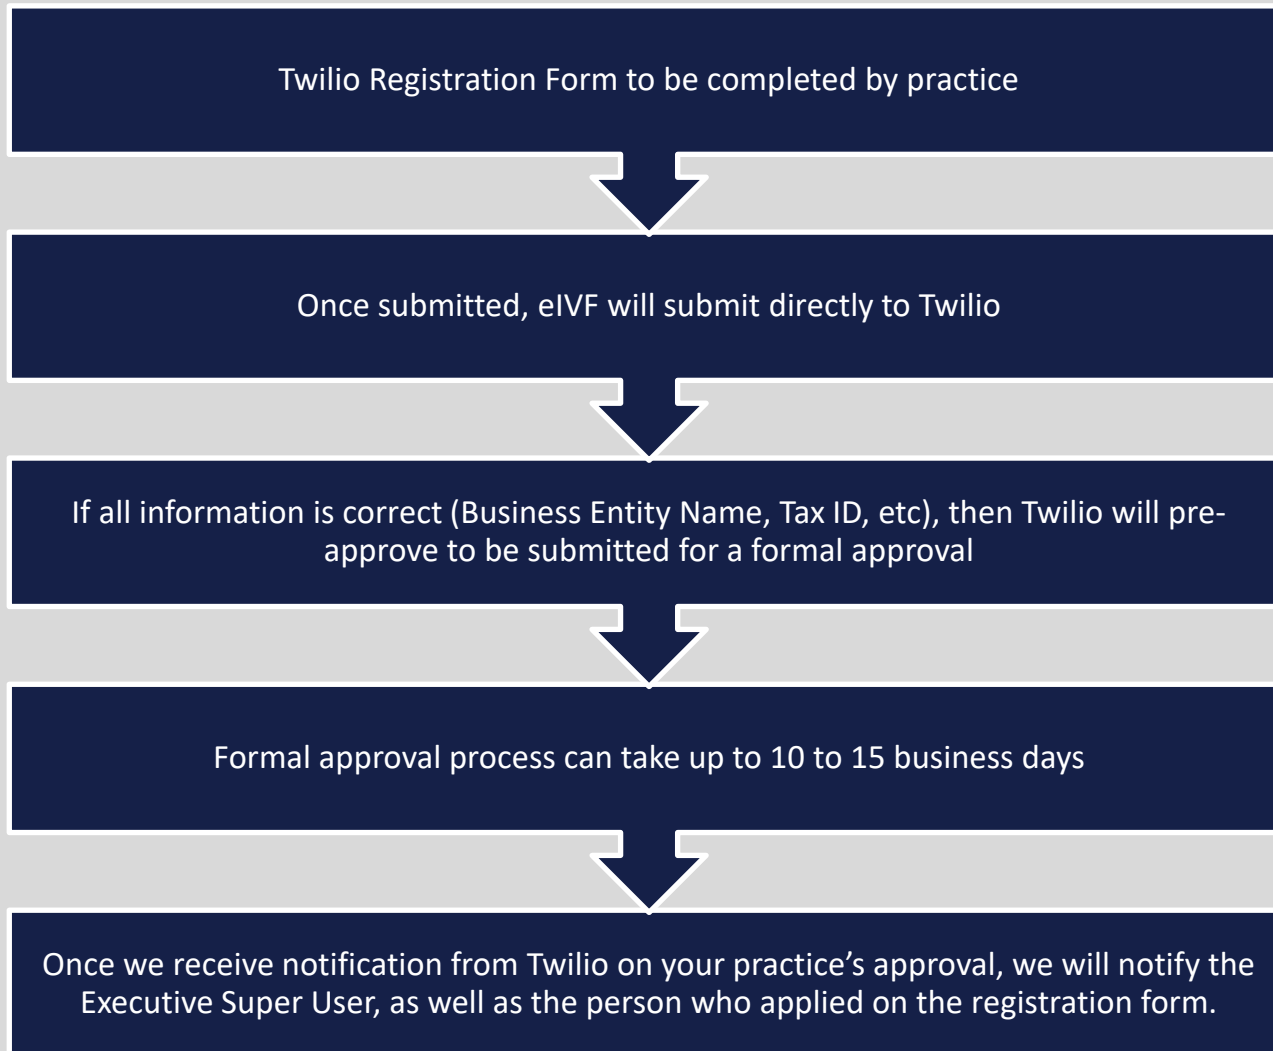 Twilio Registration Form to be completed by practice
Once submitted, eIVF will submit directly to Twilio
If all information is correct (Business Entity Name, Tax ID, etc), then Twilio will pre-
approve to be submitted for a formal approval
Formal approval process can take up to 10 to 15 business days
Once we receive notification from Twilio on your practice’s approval, we will notify the
Executive Super User, as well as the person who applied on the registration form.